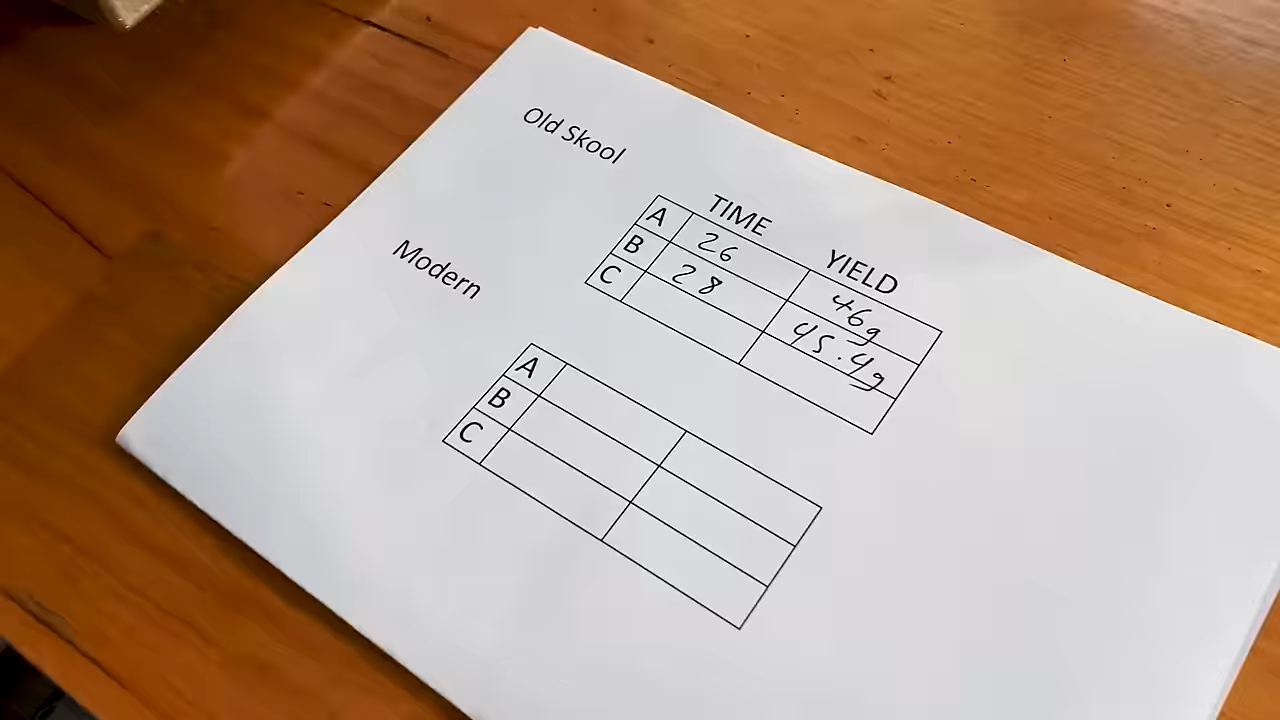 Old Skool
TIME YIELD
A 26 46g
B 28 45.4g
C
Modern
A
B
C